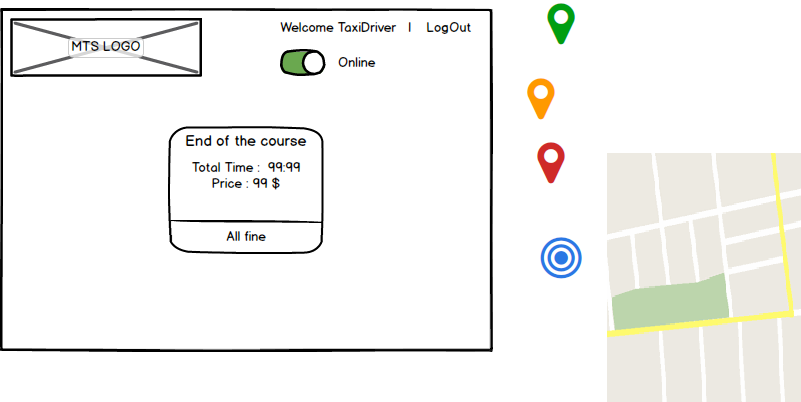 MTS LOGO
Welcome TaxiDriver | LogOut
Online
End of the course
Total Time : 99:99
Price : 99 $
All fine